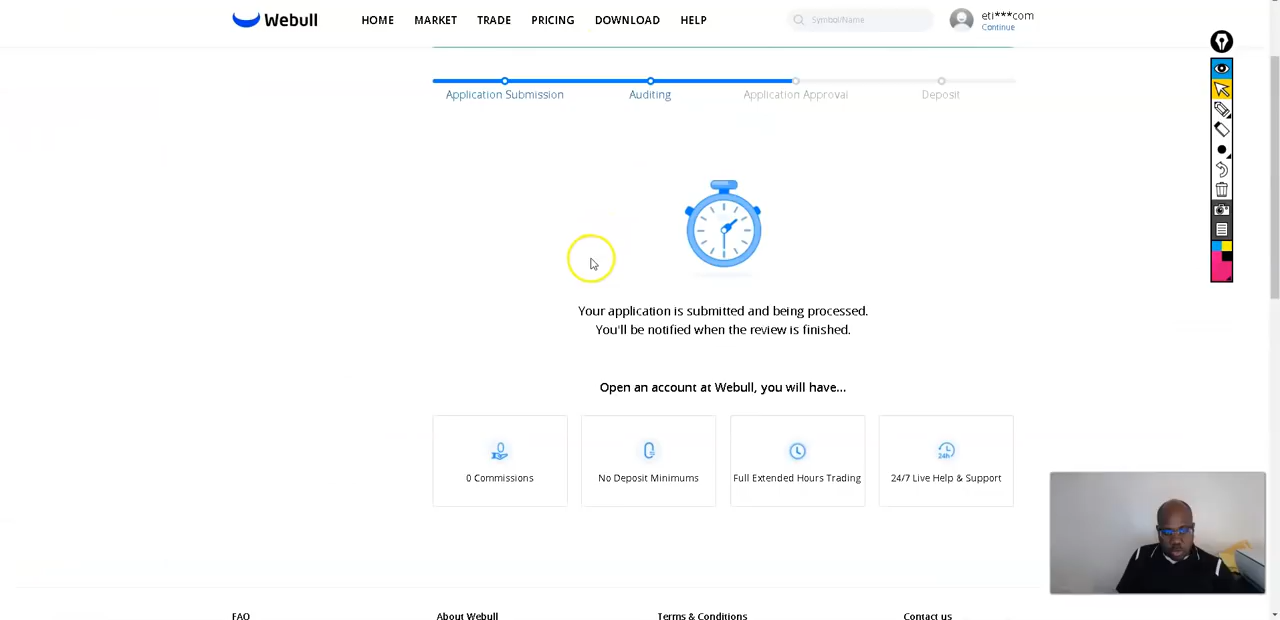 Webull
HOME MARKET TRADE PRICING DOWNLOAD HELP
Symbol/Name
eti***com
Continue
Application Submission Auditing Application Approval Deposit
Your application is submitted and being processed.
You'll be notified when the review is finished.
Open an account at Webull, you will have...
0
24h
0 Commissions No Deposit Minimums Full Extended Hours Trading 24/7 Live Help & Support
FAQ About Webull Terms & Conditions Contact us